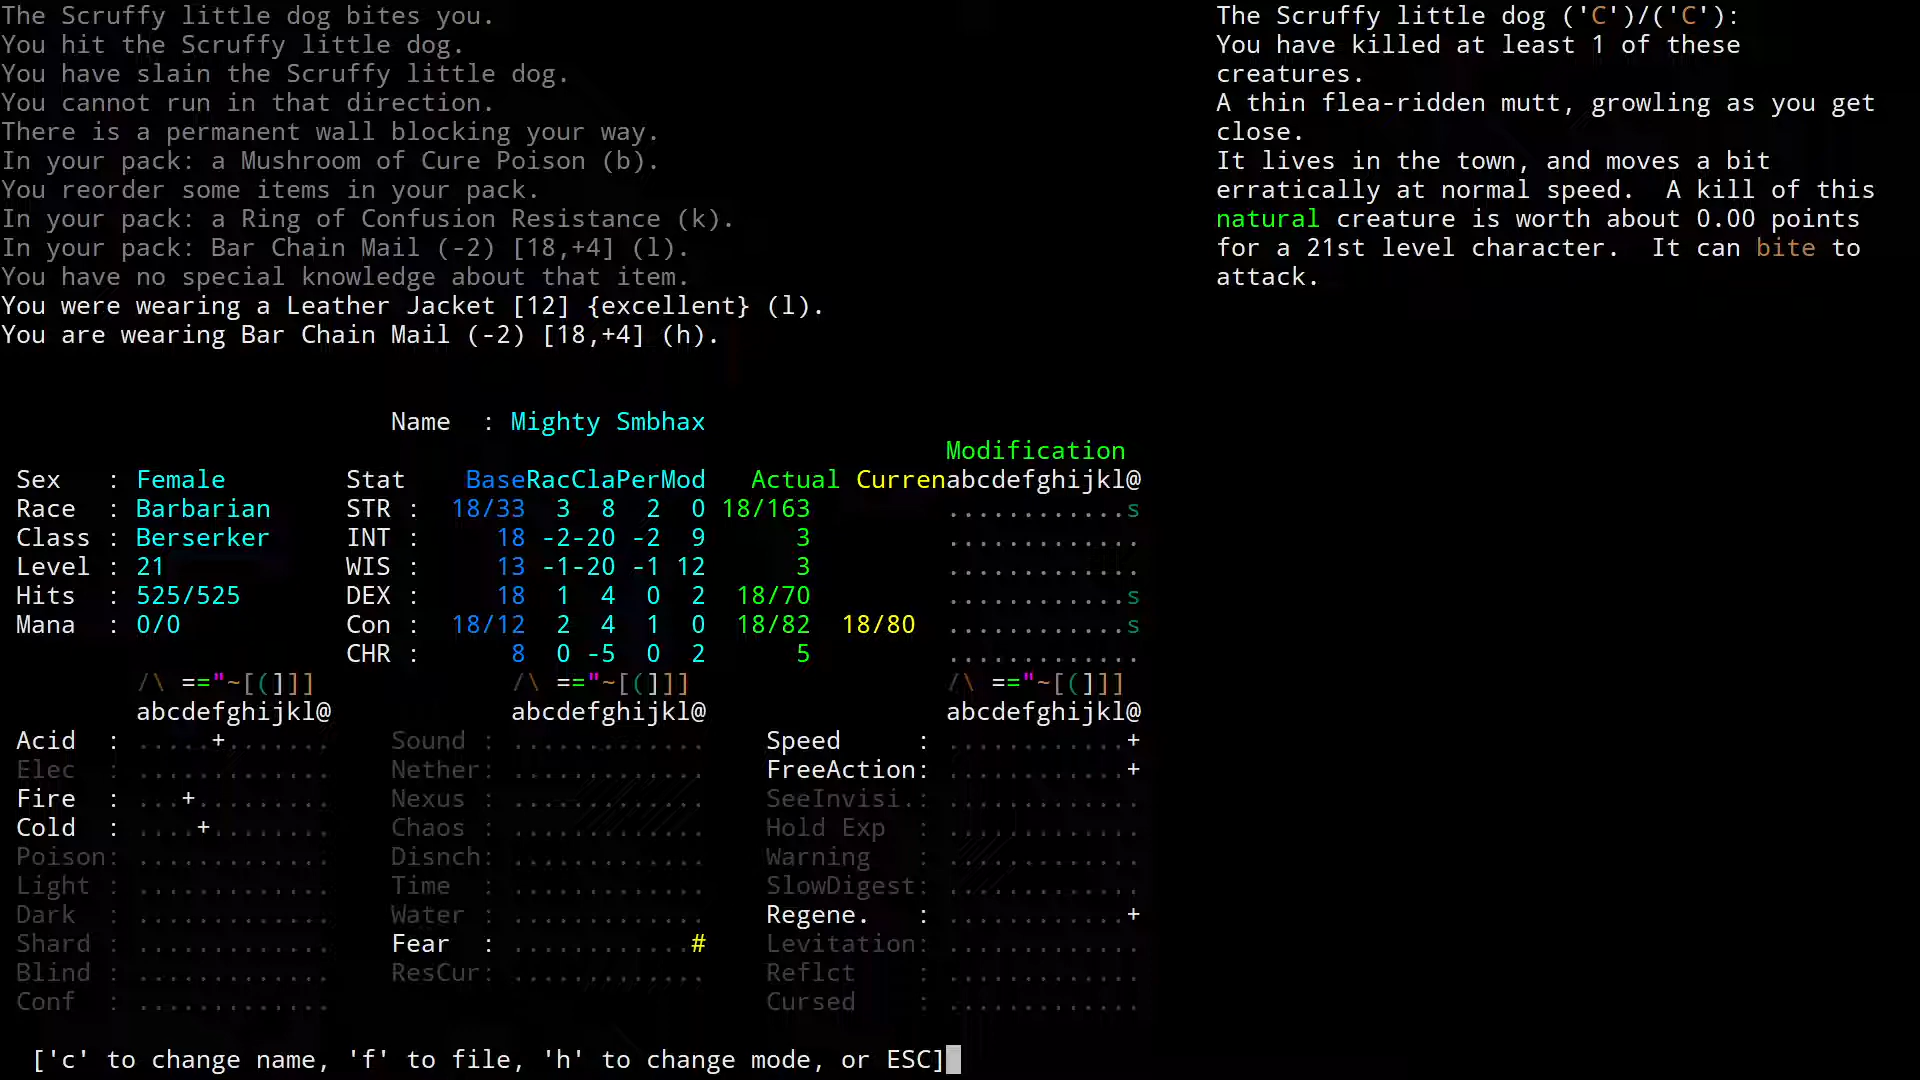 The Scruffy little dog bites you.
You hit the Scruffy little dog.
You have slain the Scruffy little dog.
You cannot run in that direction.
There is a permanent wall blocking your way.
In your pack: a Mushroom of Cure Poison (b).
You reorder some items in your pack.
In your pack: a Ring of Confusion Resistance (k).
In your pack: Bar Chain Mail (-2) [18,+4] (l).
You have no special knowledge about that item.
You were wearing a Leather Jacket [12] {excellent} (l).
You are wearing Bar Chain Mail (-2) [18,+4] (h).
The Scruffy little dog ('C')/('C'):
You have killed at least 1 of these
creatures.
A thin flea-ridden mutt, growling as you get
close.
It lives in the town, and moves a bit
erratically at normal speed.  A kill of this
natural creature is worth about 0.00 points
for a 21st level character.  It can bite to
attack.
Name  : Mighty Smbhax
Modification
Sex   : Female        Stat    BaseRacClaPerMod   Actual Currenabcdefghijkl@
Race  : Barbarian     STR :  18/33  3  8  2  0 18/163         ............s
Class : Berserker     INT :     18 -2-20 -2  9      3         .............
Level : 21            WIS :     13 -1-20 -1 12      3         .............
Hits  : 525/525       DEX :     18  1  4  0  2  18/70         ............s
Mana  : 0/0           Con :  18/12  2  4  1  0  18/82  18/80  ............s
CHR :      8  0 -5  0  2      5         .............
/\ =="~[(]]]             /\ =="~[(]]]                /\ =="~[(]]]
abcdefghijkl@            abcdefghijkl@                abcdefghijkl@
Acid  : .....+.......    Sound : .............    Speed     : ............+
Elec  : .............    Nether: .............    FreeAction: ............+
Fire  : ...+.........    Nexus : .............    SeeInvisi.: .............
Cold  : ....+........    Chaos : .............    Hold Exp  : .............
Poison: .............    Disnch: .............    Warning   : .............
Light : .............    Time  : .............    SlowDigest: .............
Dark  : .............    Water : .............    Regene.   : ............+
Shard : .............    Fear  : ............#    Levitation: .............
Blind : .............    ResCur: .............    Reflct    : .............
Conf  : .............    Cursed    : .............
['c' to change name, 'f' to file, 'h' to change mode, or ESC]